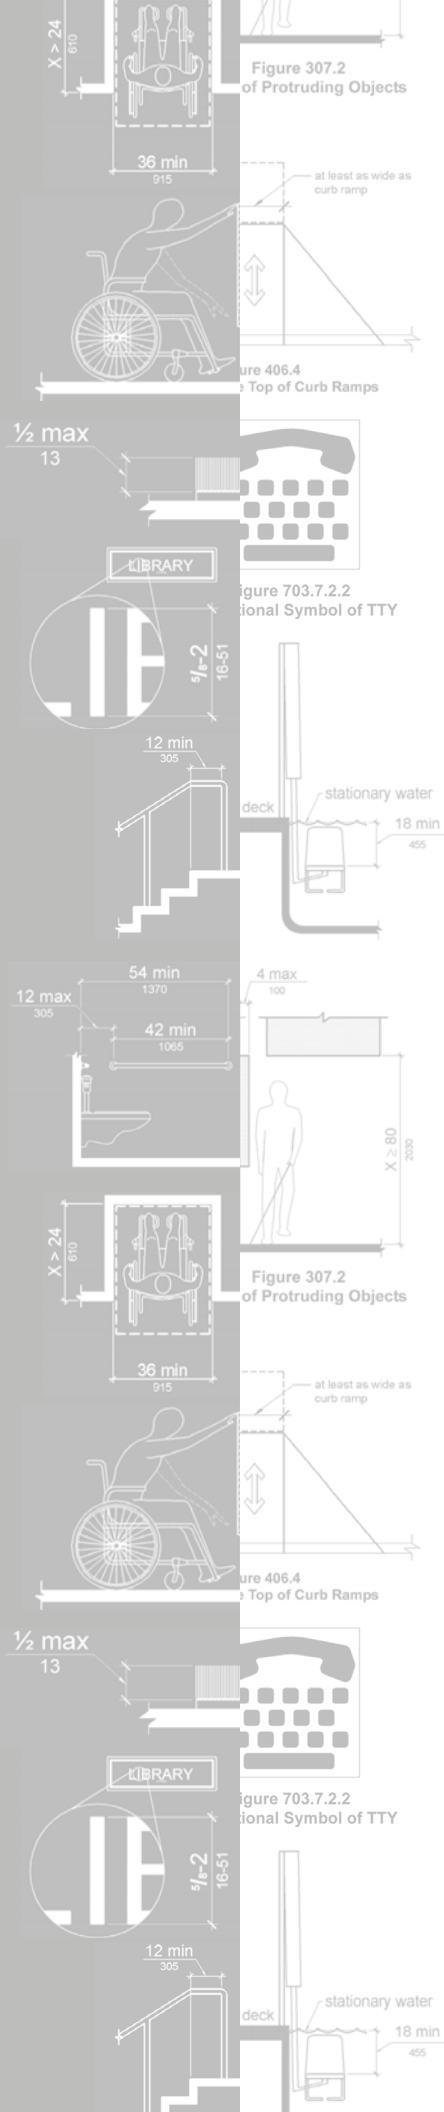 X > 24
610
Figure 307.2
of Protruding Objects
36 min
915
at least as wide as
curb ramp
ure 406.4
e Top of Curb Ramps
½ max
13
igure 703.7.2.2
tional Symbol of TTY
LIBRARY
5/8-2
16-51
12 min
305
deck
stationary water
18 min
455
54 min
1370
4 max
100
12 max
305
42 min
1065
X ≥ 80
2030
X > 24
610
Figure 307.2
of Protruding Objects
36 min
915
at least as wide as
curb ramp
ure 406.4
e Top of Curb Ramps
½ max
13
igure 703.7.2.2
tional Symbol of TTY
LIBRARY
5/8-2
16-51
12 min
305
deck
stationary water
18 min
455